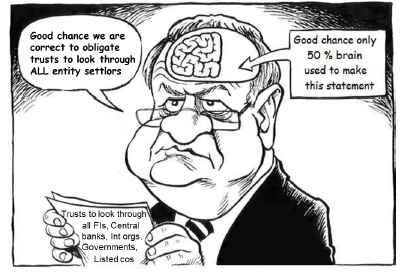 Good chance we are
correct to obligate
trusts to look through
ALL entity settlors
Good chance only
50 % brain
used to make
this statement
Trusts to look through
all FIs, Central
banks, Int orgs,
Governments,
Listed cos